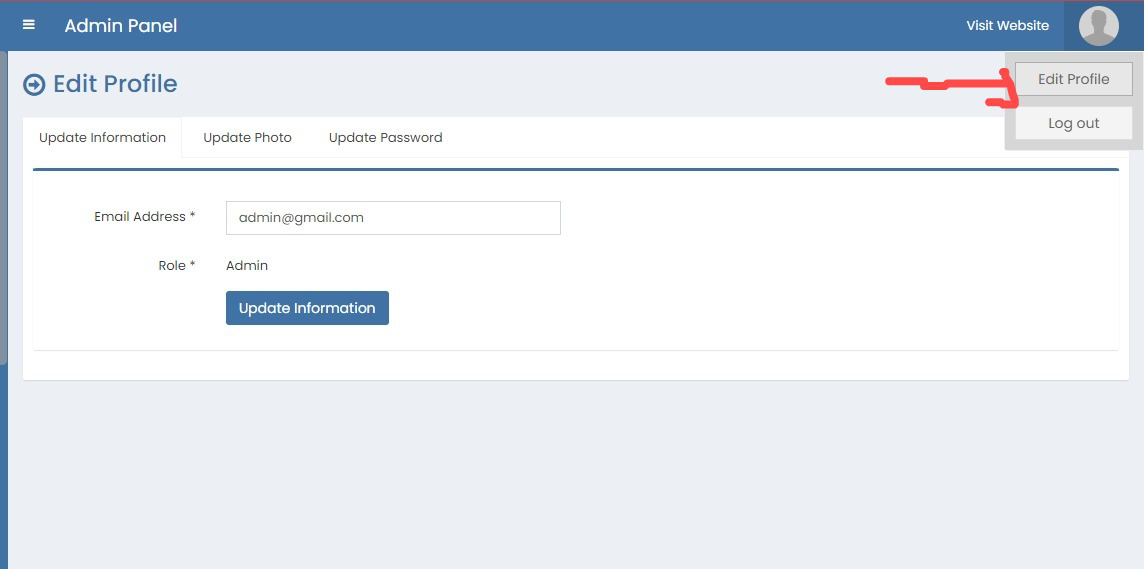 Admin Panel
Visit Website
Edit Profile
Edit Profile
Log out
Update Information Update Photo Update Password
Email Address * admin@gmail.com
Role * Admin
Update Information